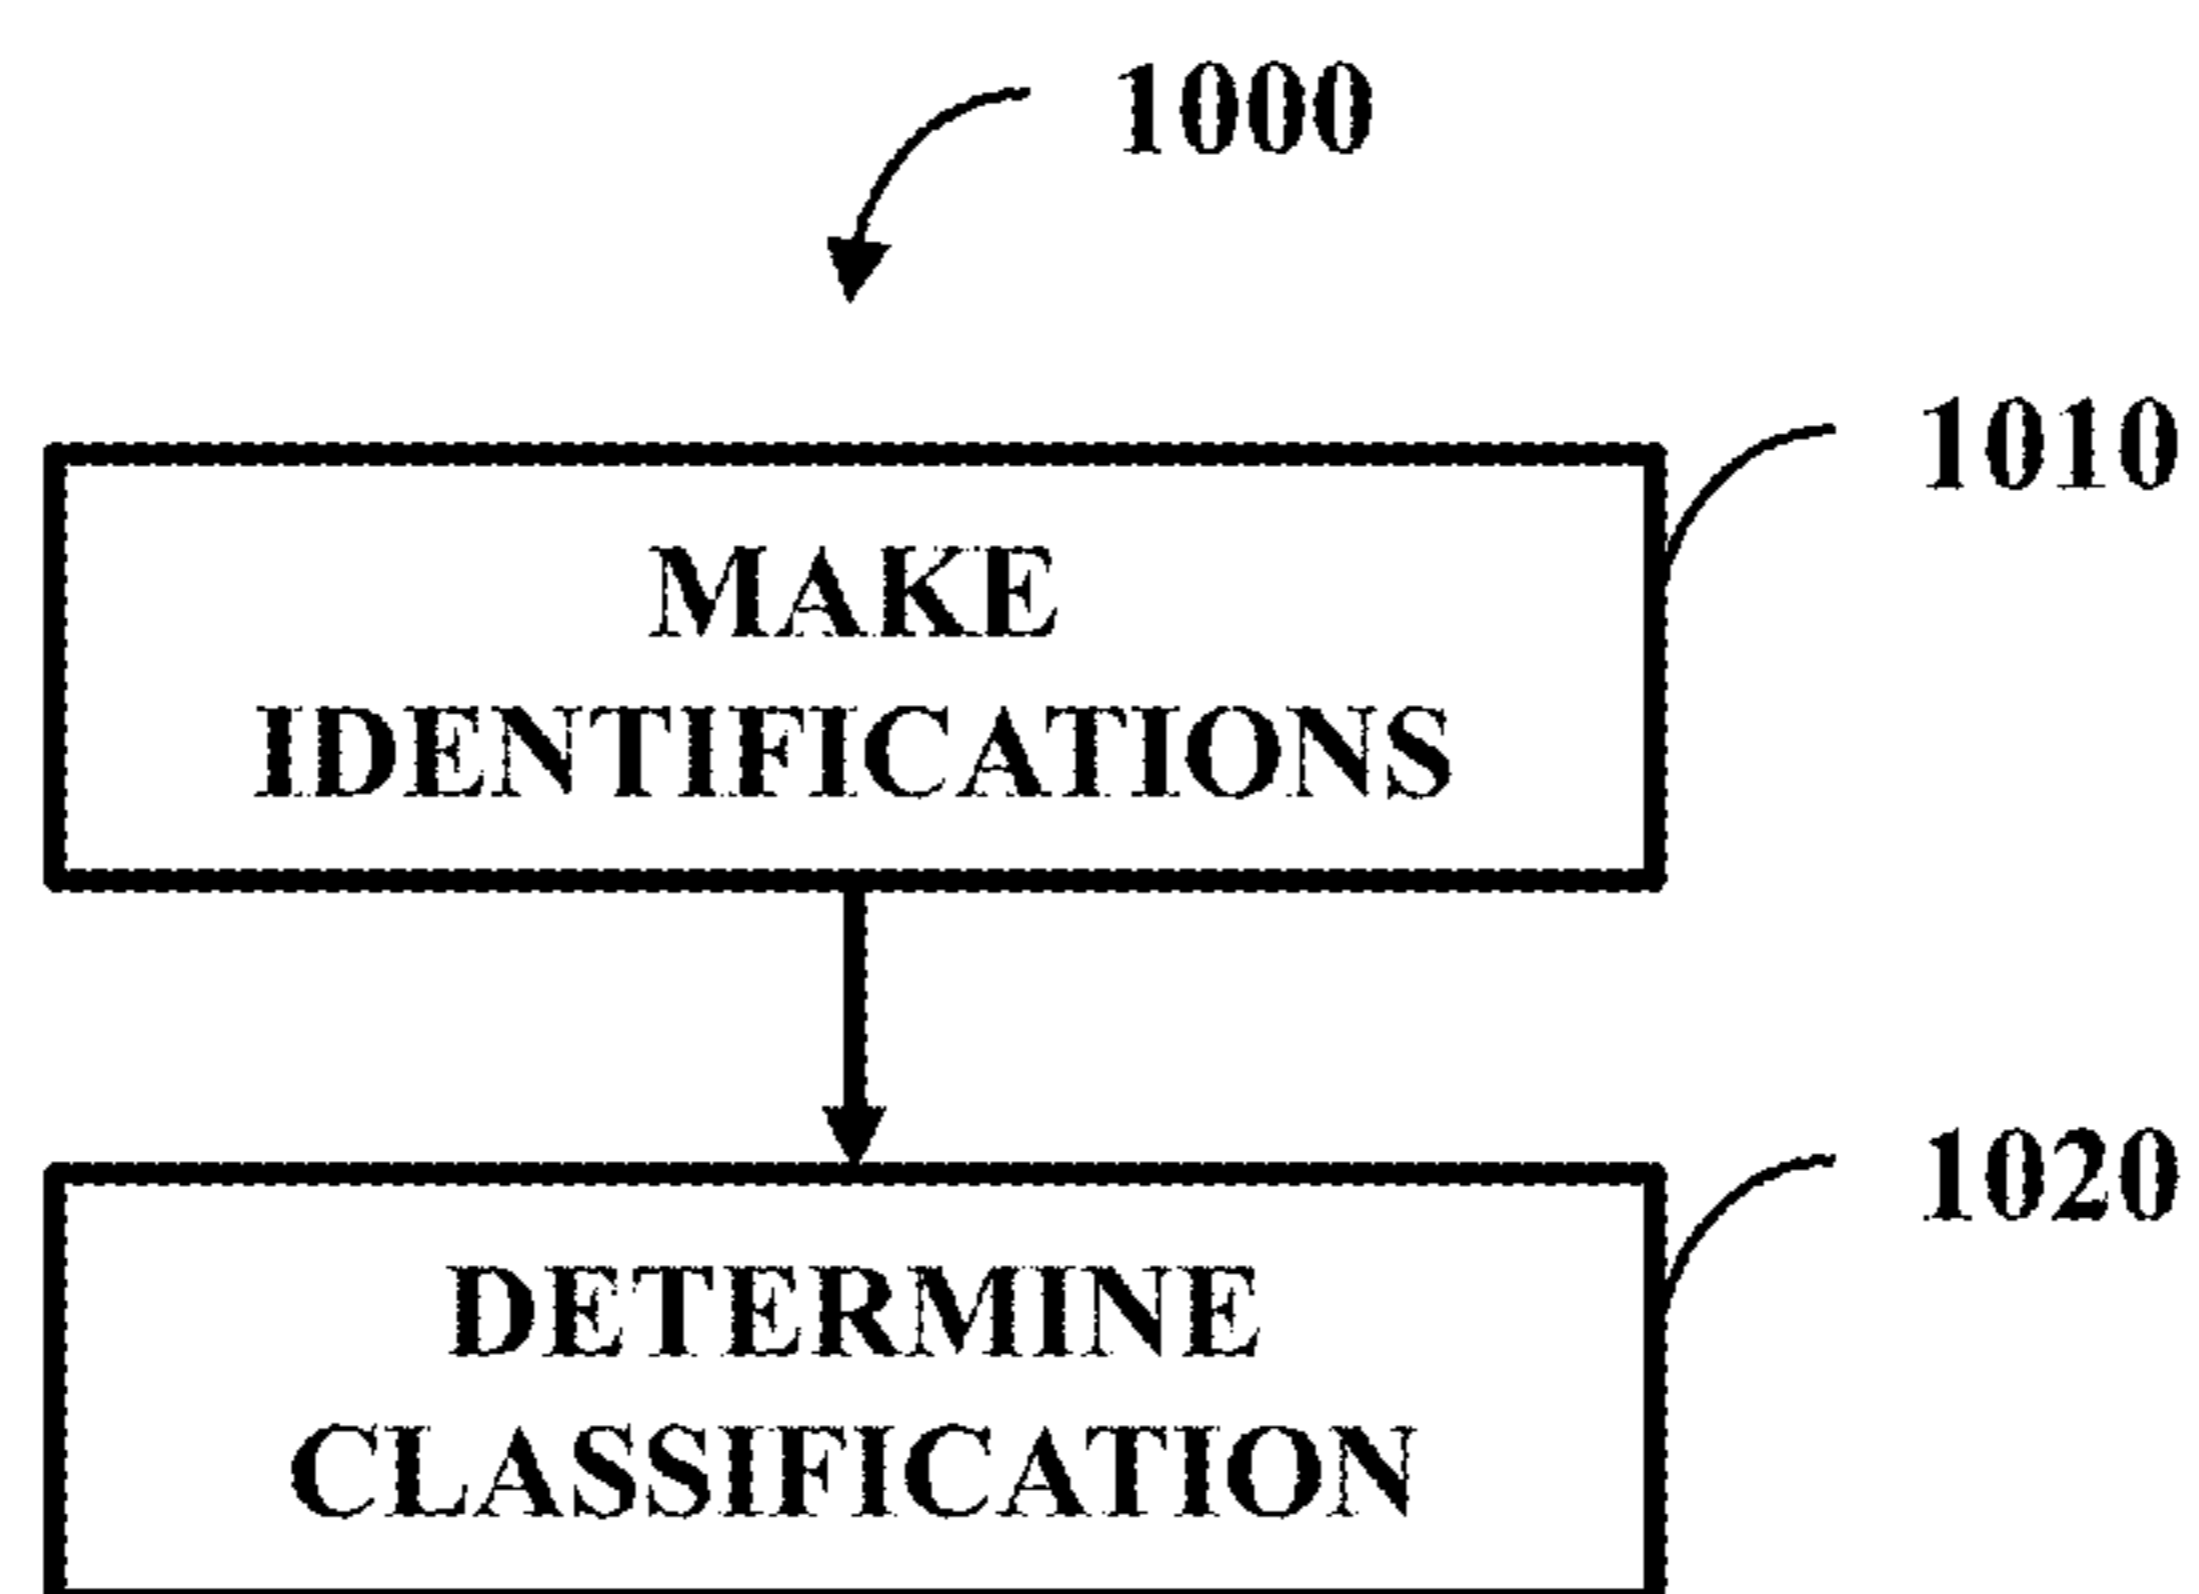 1000
1010
MAKE
IDENTIFICATIONS
1020
DETERMINE
CLASSIFICATION